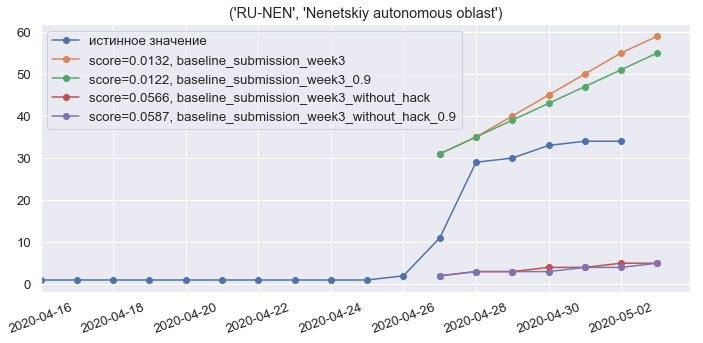 ('RU-NEN', 'Nenetskiy autonomous oblast')
60
50
40
30
20
10
0
истинное значение
score=0.0132, baseline_submission_week3
score=0.0122, baseline_submission_week3_0.9
score=0.0566, baseline_submission_week3_without_hack
score=0.0587, baseline_submission_week3_without_hack_0.9
2020-04-16
2020-04-18
2020-04-20
2020-04-22
2020-04-24
2020-04-26
2020-04-28
2020-04-30
2020-05-02